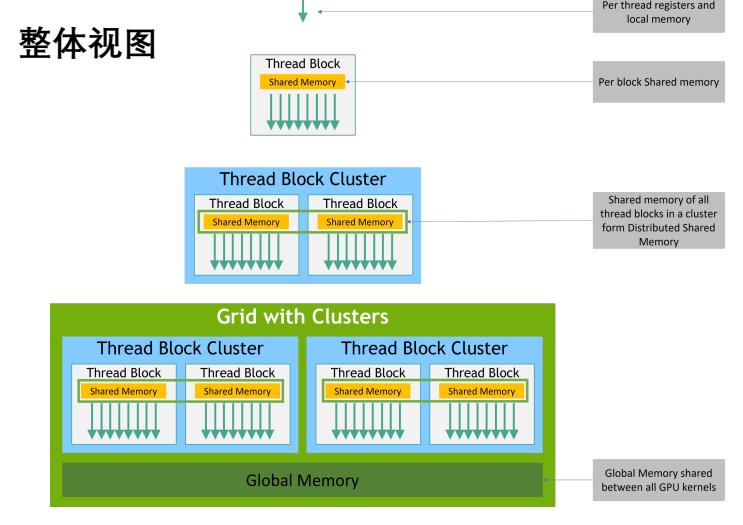 Per thread registers and
local memory
整体视图
Thread Block
Shared Memory
Per block Shared memory
Thread Block Cluster
Thread Block
Thread Block
Shared Memory
Shared Memory
Shared memory of all
thread blocks in a cluster
form Distributed Shared
Memory
Grid with Clusters
Thread Block Cluster
Thread Block Cluster
Thread Block
Thread Block
Thread Block
Thread Block
Shared Memory
Shared Memory
Shared Memory
Shared Memory
Global Memory
Global Memory shared
between all GPU kernels